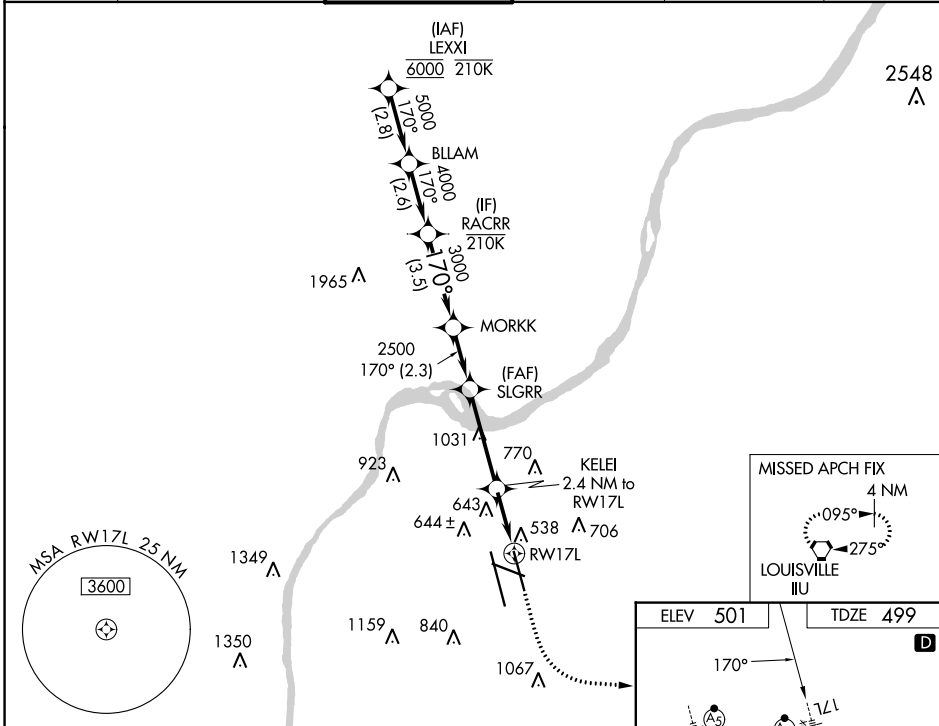 (IAF)
LEXXI
6000 210K
2548
5000
170°
(2.8)
BLLAM
4000
170°
(2.6)
(IF)
RACRR
210K
3000
170°
(3.5)
1965
MORKK
2500
170° (2.3)
(FAF)
SLGRR
1031
770
923
KELEI
2.4 NM to
RW17L
643
644 ±
538
706
RW17L
MISSED APCH FIX
4 NM
095°
275°
LOUISVILLE
IIU
MSA RW17L 25 NM
3600
1349
1350
1159
840
1067
ELEV 501
TDZE 499
D
170°
17L
A5